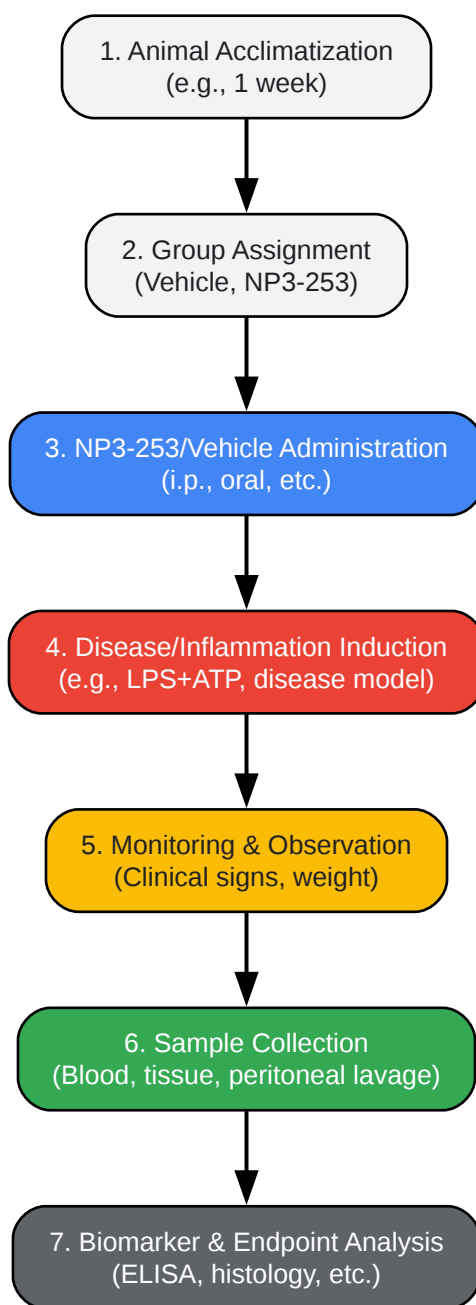 1. Animal Acclimatization
(e.g., 1 week)
2. Group Assignment
(Vehicle, NP3-253)
3. NP3-253/Vehicle Administration
(i.p., oral, etc.)
4. Disease/Inflammation Induction
(e.g., LPS+ATP, disease model)
5. Monitoring & Observation
(Clinical signs, weight)
6. Sample Collection
(Blood, tissue, peritoneal lavage)
7. Biomarker & Endpoint Analysis
(ELISA, histology, etc.)